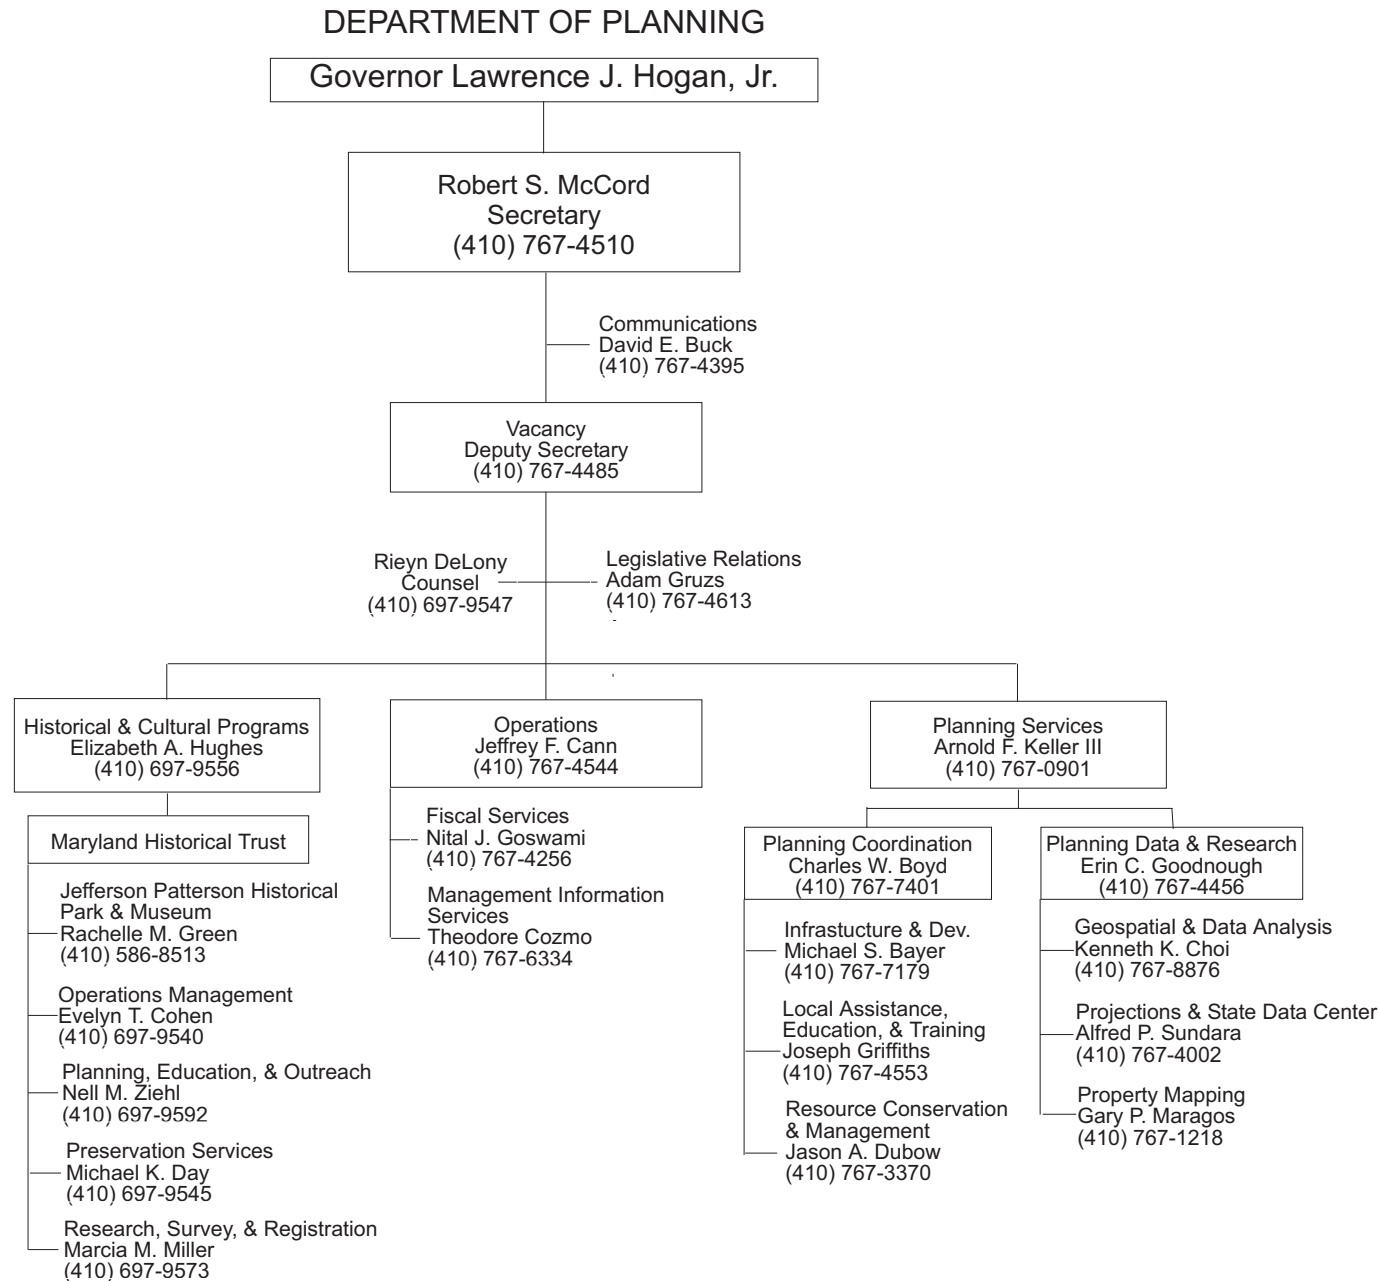 DEPARTMENT OF PLANNING
Governor Lawrence J. Hogan, Jr.
Robert S. McCord
Secretary
(410) 767-4510
Communications
David E. Buck
(410) 767-4395
Vacancy
Deputy Secretary
(410) 767-4485
Rieyn DeLony
Counsel
(410) 697-9547
Legislative Relations
Adam Gruzs
(410) 767-4613
Historical & Cultural Programs
Elizabeth A. Hughes
(410) 697-9556
Maryland Historical Trust
Jefferson Patterson Historical
Park & Museum
Rachelle M. Green
(410) 586-8513
Operations Management
Evelyn T. Cohen
(410) 697-9540
Planning, Education, & Outreach
Nell M. Ziehl
(410) 697-9592
Preservation Services
Michael K. Day
(410) 697-9545
Research, Survey, & Registration
Marcia M. Miller
(410) 697-9573
Operations
Jeffrey F. Cann
(410) 767-4544
Fiscal Services
Nital J. Goswami
(410) 767-4256
Management Information
Services
Theodore Cozmo
(410) 767-6334
Planning Services
Arnold F. Keller III
(410) 767-0901
Planning Coordination
Charles W. Boyd
(410) 767-7401
Infrastucture & Dev.
Michael S. Bayer
(410) 767-7179
Local Assistance,
Education, & Training
Joseph Griffiths
(410) 767-4553
Resource Conservation
& Management
Jason A. Dubow
(410) 767-3370
Planning Data & Research
Erin C. Goodnough
(410) 767-4456
Geospatial & Data Analysis
Kenneth K. Choi
(410) 767-8876
Projections & State Data Center
Alfred P. Sundara
(410) 767-4002
Property Mapping
Gary P. Maragos
(410) 767-1218